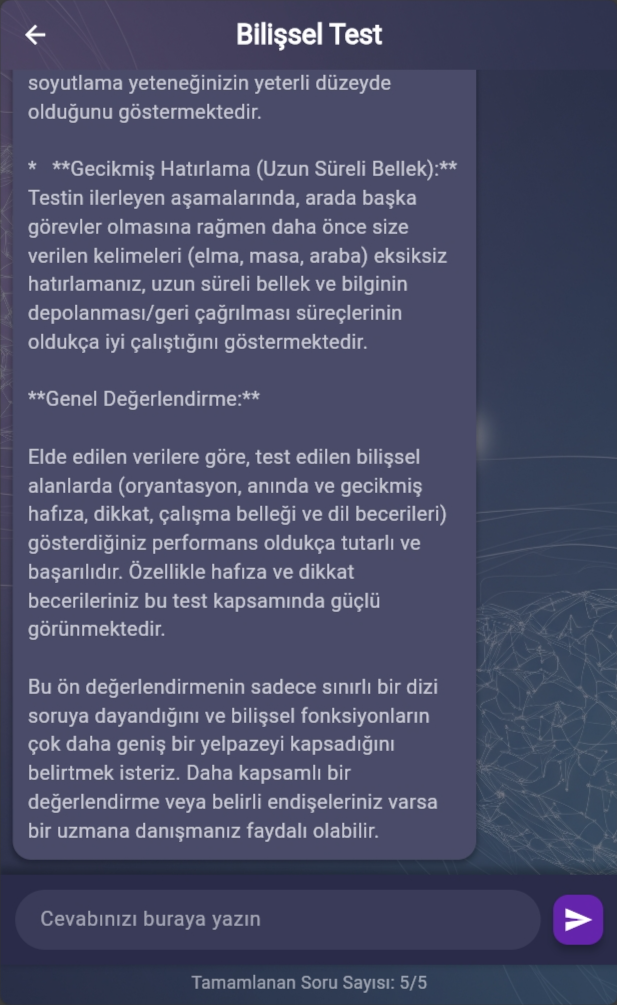 Bilişsel Test
soyutlama yeteneğinizin yeterli düzeyde
olduğunu göstermektedir.
*   **Gecikmiş Hatırlama (Uzun Süreli Bellek):**
Testin ilerleyen aşamalarında, arada başka
görevler olmasına rağmen daha önce size
verilen kelimeleri (elma, masa, araba) eksiksiz
hatırlamanız, uzun süreli bellek ve bilginin
depolanması/geri çağrılması süreçlerinin
oldukça iyi çalıştığını göstermektedir.
**Genel Değerlendirme:**
Elde edilen verilere göre, test edilen bilişsel
alanlarda (oryantasyon, anında ve gecikmiş
hafıza, dikkat, çalışma belleği ve dil becerileri)
gösterdiğiniz performans oldukça tutarlı ve
başarılıdır. Özellikle hafıza ve dikkat
becerileriniz bu test kapsamında güçlü
görünmektedir.
Bu ön değerlendirmenin sadece sınırlı bir dizi
soruya dayandığını ve bilişsel fonksiyonların
çok daha geniş bir yelpazeyi kapsadığını
belirtmek isteriz. Daha kapsamlı bir
değerlendirme veya belirli endişeleriniz varsa
bir uzmana danışmanız faydalı olabilir.
Cevabınızı buraya yazın
Tamamlanan Soru Sayısı: 5/5